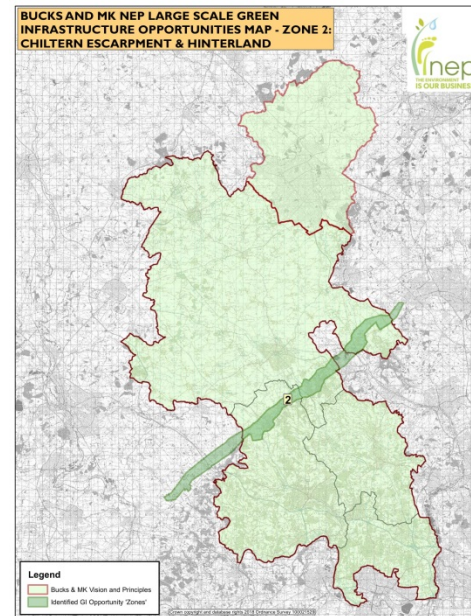 BUCKS AND MK NEP LARGE SCALE GREEN
INFRASTRUCTURE OPPORTUNITIES MAP - ZONE 2:
CHILTERN ESCARPMENT & HINTERLAND
nep
THE ENVIRONMENT
IS OUR BUSINESS
2
Legend
Bucks & MK Vision and Principles
Identified GI Opportunity 'Zones'